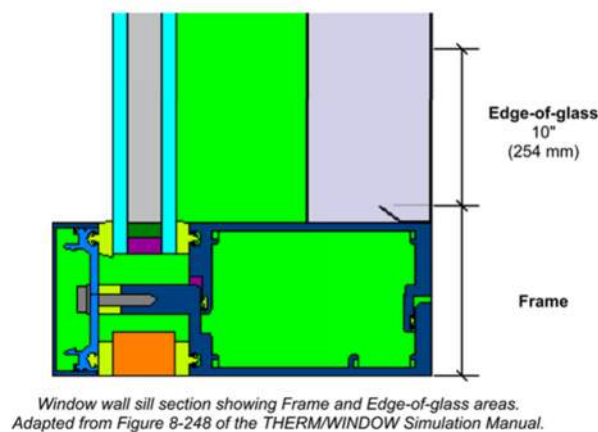 Edge-of-glass
10"
(254 mm)
Frame
Window wall sill section showing Frame and Edge-of-glass areas.
Adapted from Figure 8-248 of the THERM/WINDOW Simulation Manual.